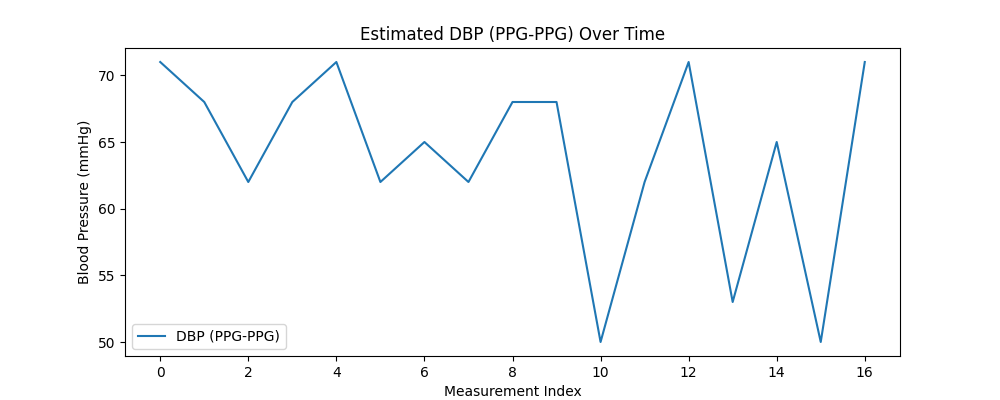 Estimated DBP (PPG-PPG) Over Time
Blood Pressure (mmHg)
70
65
60
55
50
DBP (PPG-PPG)
0 2 4 6 8 10 12 14 16
Measurement Index